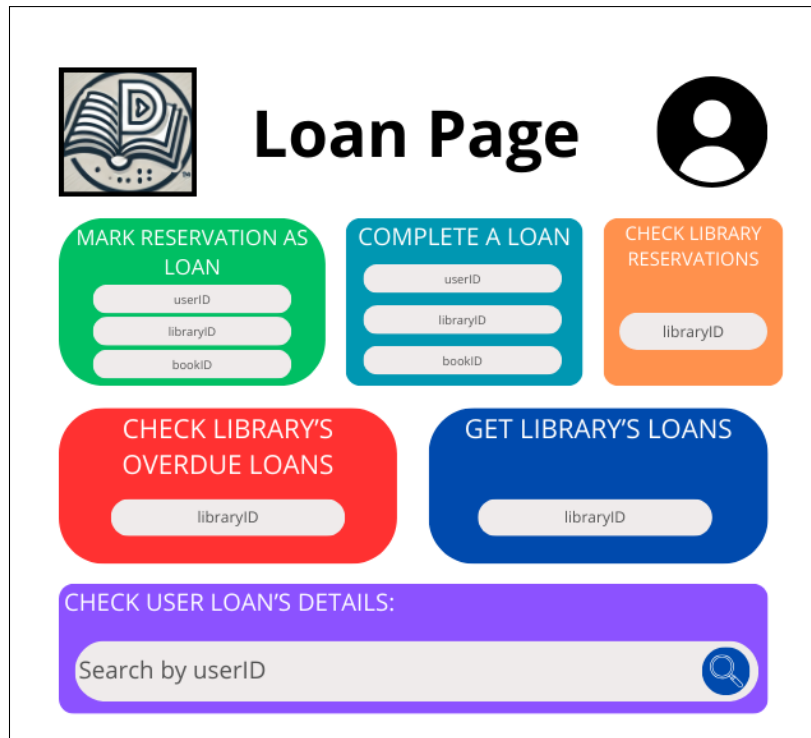 Loan Page
MARK RESERVATION AS
LOAN
userID
libraryID
bookID
COMPLETE A LOAN
userID
libraryID
bookID
CHECK LIBRARY
RESERVATIONS
libraryID
CHECK LIBRARY'S
OVERDUE LOANS
libraryID
GET LIBRARY'S LOANS
libraryID
CHECK USER LOAN'S DETAILS:
Search by userID